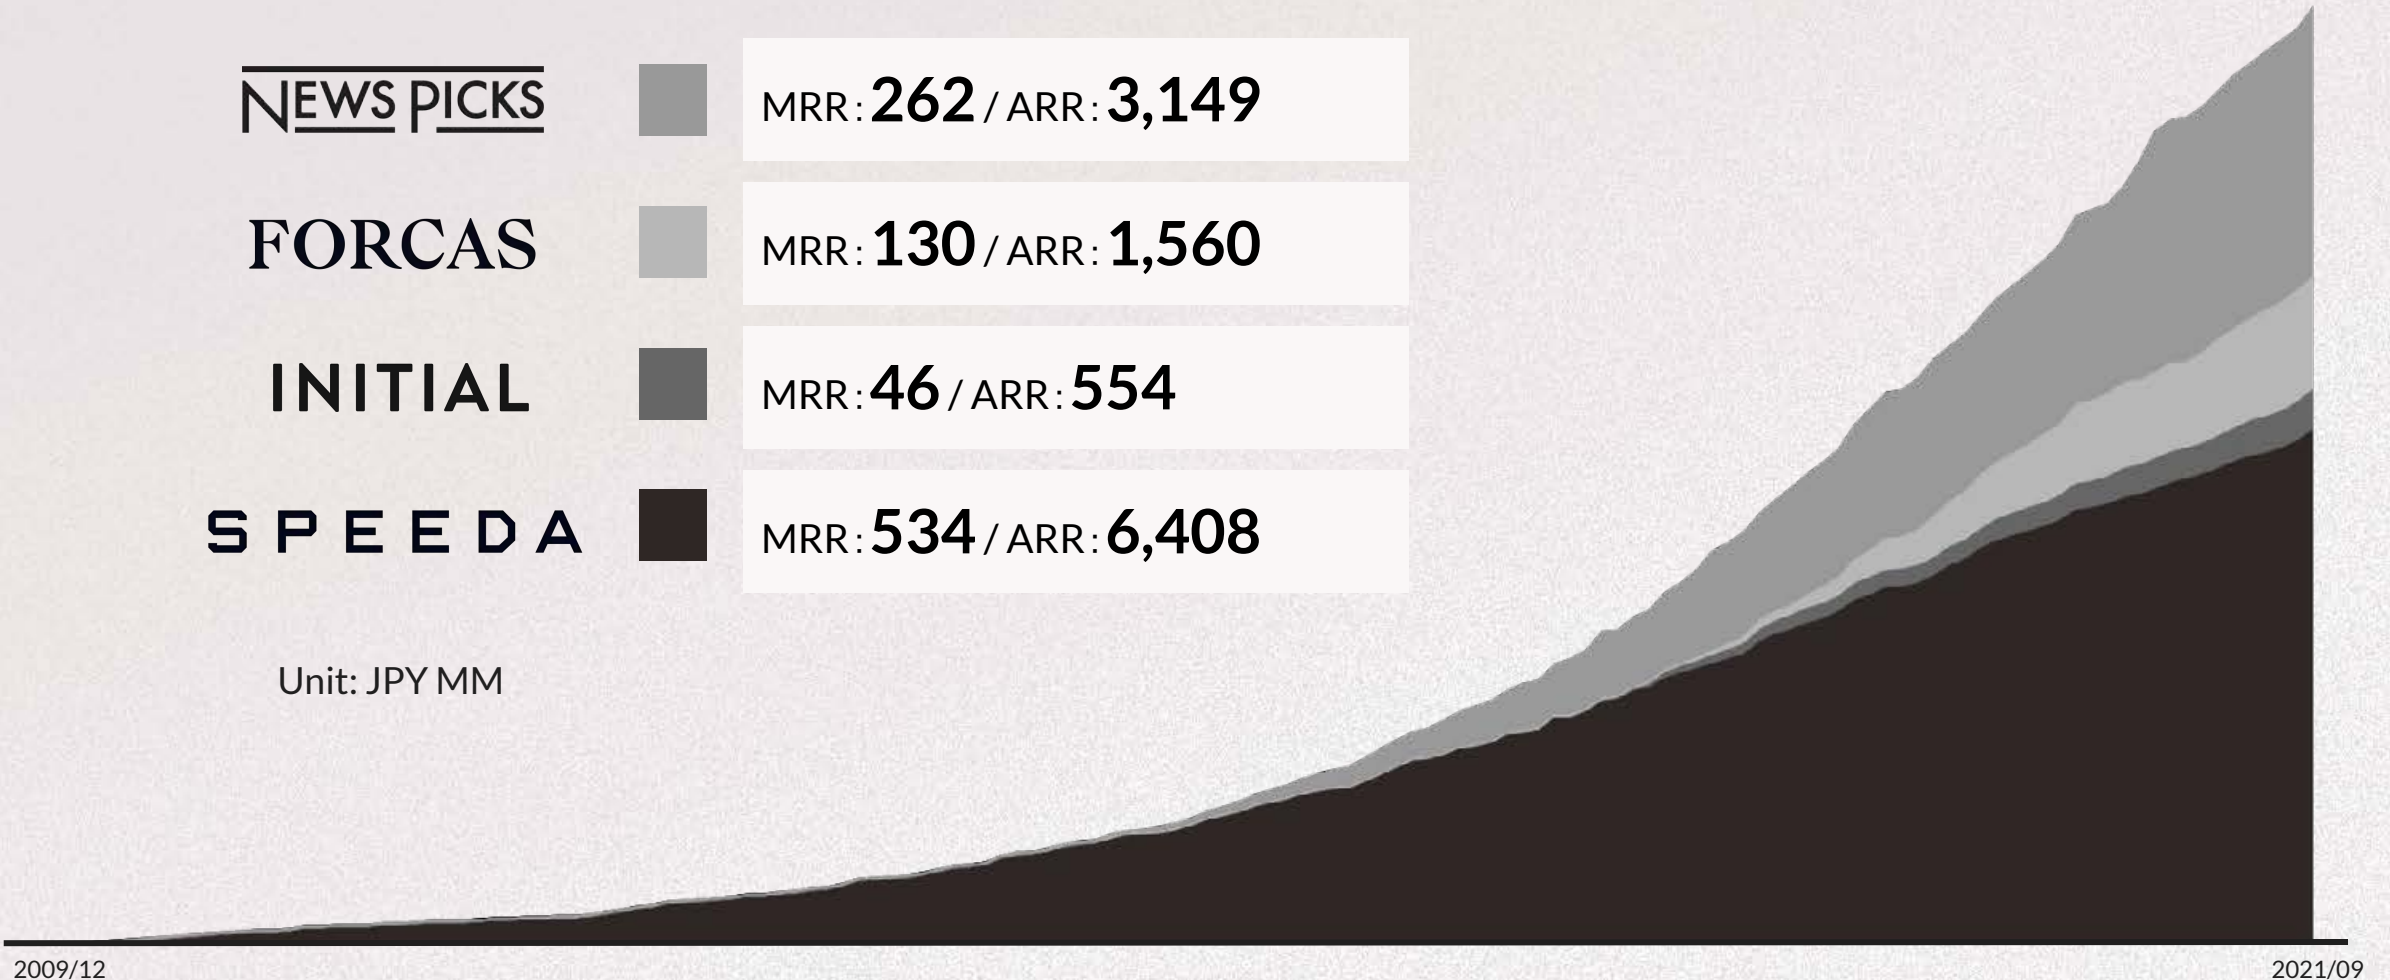 NEWS PICKS
MRR: 262 / ARR: 3,149
FORCAS
MRR: 130 / ARR: 1,560
INITIAL
MRR: 46 / ARR: 554
SPEEDA
MRR: 534 / ARR: 6,408
Unit: JPY MM
2009/12
2021/09